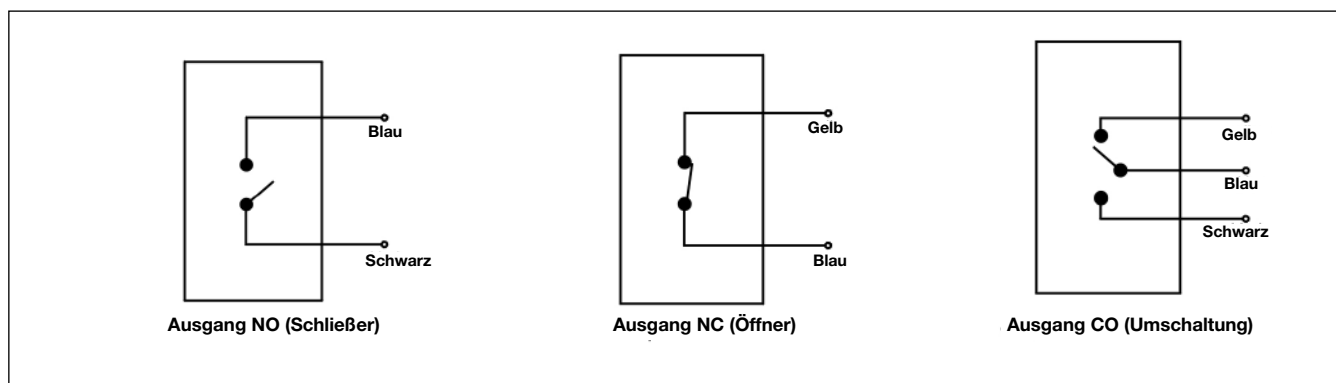 Blau
Schwarz
Ausgang NO (Schließer)
Gelb
Blau
Ausgang NC (Öffner)
Gelb
Blau
Schwarz
Ausgang CO (Umschaltung)